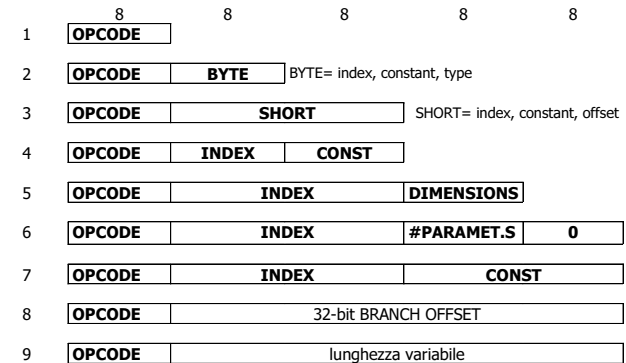 8 8 8 8 8
1 OPCODE
2 OPCODE BYTE BYTE= index, constant, type
3 OPCODE SHORT SHORT= index, constant, offset
4 OPCODE INDEX CONST
5 OPCODE INDEX DIMENSIONS
6 OPCODE INDEX #PARAMET.S 0
7 OPCODE INDEX CONST
8 OPCODE 32-bit BRANCH OFFSET
9 OPCODE lunghezza variabile